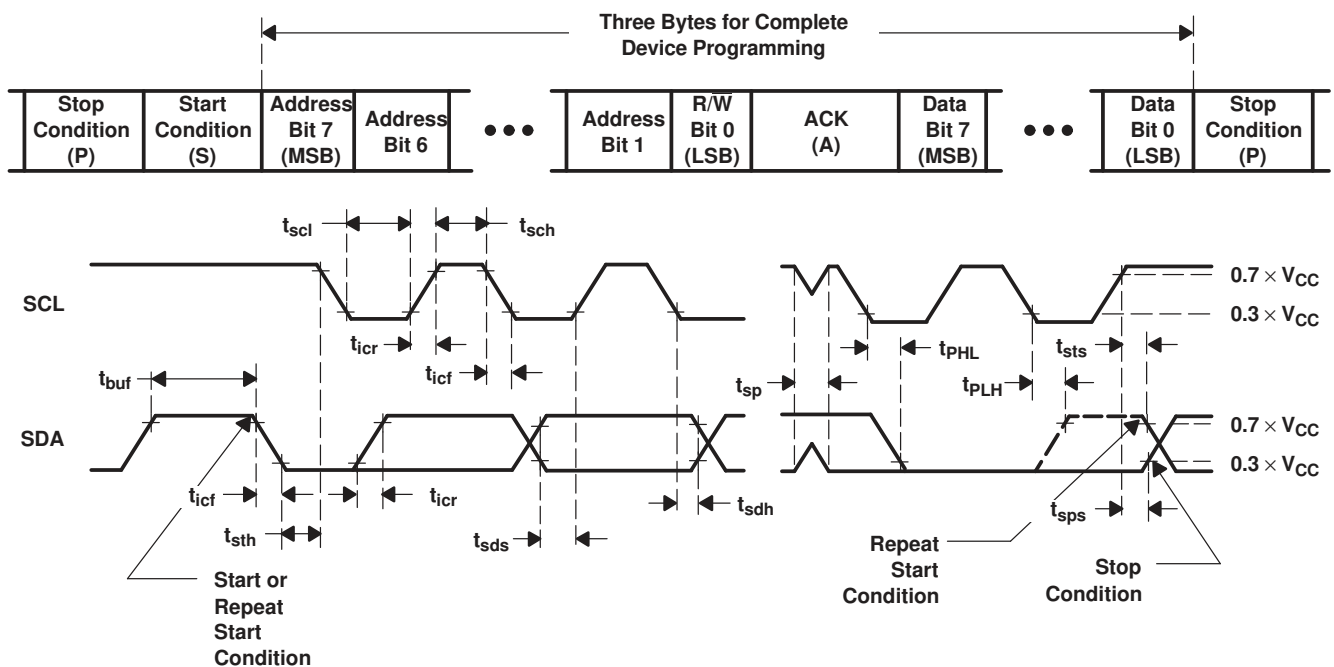 Three Bytes for Complete
Device Programming
Stop
Condition
(P)
Start
Condition
(S)
Address
Bit 7
(MSB)
Address
Bit 6
•••
Address
Bit 1
R/W̅
Bit 0
(LSB)
ACK
(A)
Data
Bit 7
(MSB)
•••
Data
Bit 0
(LSB)
Stop
Condition
(P)
tscl
tsch
SCL
0.7 × VCC
0.3 × VCC
ticr
ticf
tbuf
tsp
tPHL
tPLH
tsts
SDA
0.7 × VCC
0.3 × VCC
ticf
ticr
tsth
tsds
tsdh
tsps
Start or
Repeat
Start
Condition
Repeat
Start
Condition
Stop
Condition